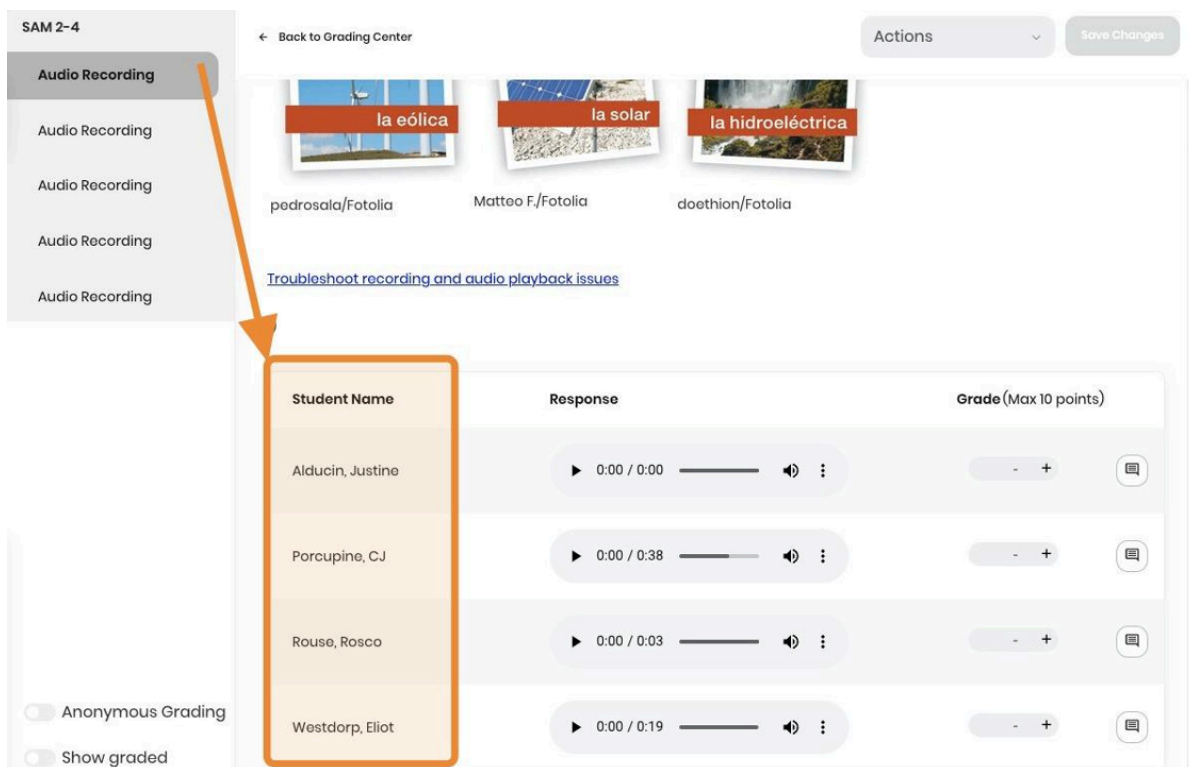 SAM 2-4
Audio Recording
Audio Recording
Audio Recording
Audio Recording
Audio Recording
Anonymous Grading
Show graded
← Back to Grading Center
Actions
Save Changes
la eólica
la solar
la hidroeléctrica
pedrosala/Fotolia
Matteo F./Fotolia
doethion/Fotolia
Troubleshoot recording and audio playback issues
Student Name Response Grade (Max 10 points)
Alducin, Justine 0:00 / 0:00 - +
Porcupine, CJ 0:00 / 0:38 - +
Rouse, Rosco 0:00 / 0:03 - +
Westdorp, Eliot 0:00 / 0:19 - +